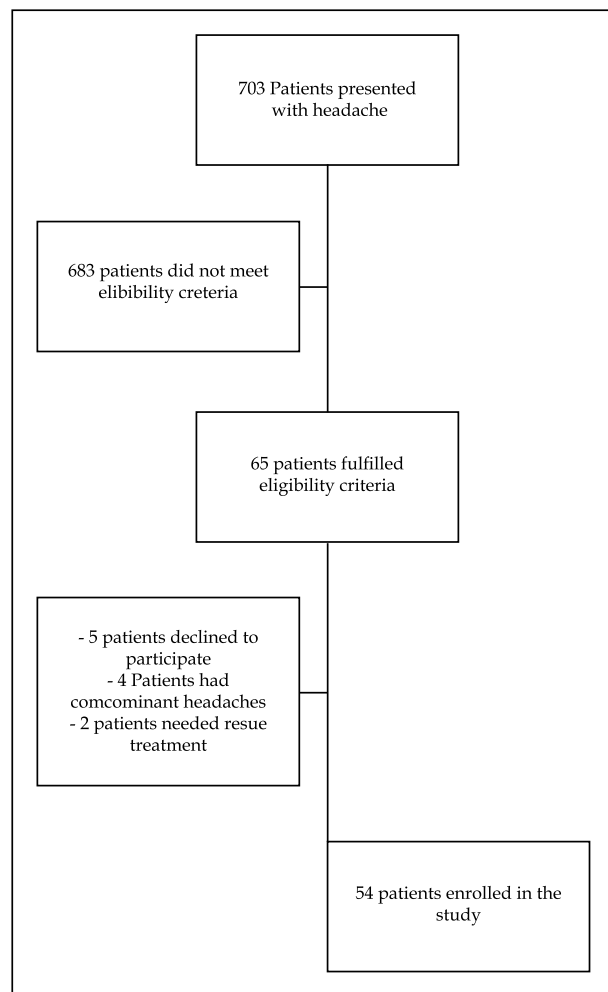 703 Patients presented
with headache
683 patients did not meet
elibibility creteria
65 patients fulfilled
eligibility criteria
- 5 patients declined to
participate
- 4 Patients had
comcominant headaches
- 2 patients needed resue
treatment
54 patients enrolled in the
study